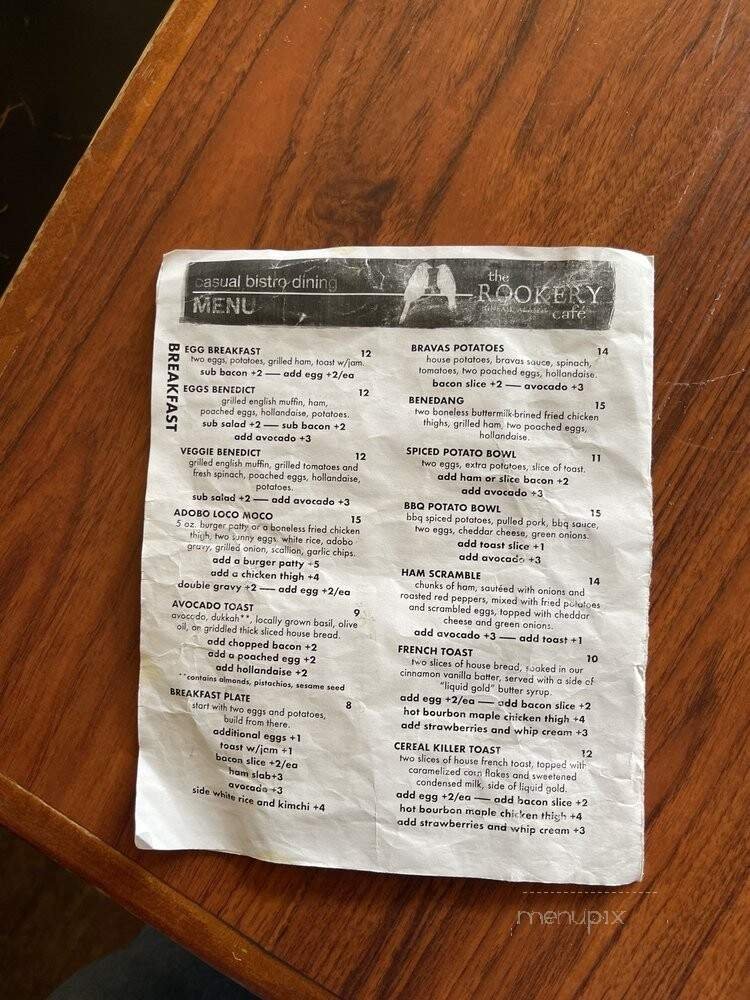 casual bistro dining
MENU
the
ROOKERY
café
BREAKFAST
EGG BREAKFAST 12
two eggs, potatoes, grilled ham, toast w/jam.
sub bacon +2 — add egg +2/ea
EGGS BENEDICT 12
grilled english muffin, ham,
poached eggs, hollandaise, potatoes.
sub salad +2 — sub bacon +2
add avocado +3
VEGGIE BENEDICT 12
grilled english muffin, grilled tomatoes and
fresh spinach, poached eggs, hollandaise,
potatoes.
sub salad +2 — add avocado +3
ADOBO LOCO MOCO 15
5 oz. burger patty or a boneless fried chicken
thigh, two sunny eggs, white rice, adobo
gravy, grilled onion, scallion, garlic chips.
add a burger patty +5
add a chicken thigh +4
double gravy +2 — add egg +2/ea
AVOCADO TOAST 9
avocado, dukkah**, locally grown basil, olive
oil, on griddled thick sliced house bread.
add chopped bacon +2
add a poached egg +2
add hollandaise +2
**contains almonds, pistachios, sesame seed
BREAKFAST PLATE 8
start with two eggs and potatoes,
build from there.
additional eggs +1
toast w/jam +1
bacon slice +2/ea
ham slab+3
avocado +3
side white rice and kimchi +4
BRAVAS POTATOES 14
house potatoes, bravas sauce, spinach,
tomatoes, two poached eggs, hollandaise.
bacon slice +2 — avocado +3
BENEDANG 15
two boneless buttermilk-brined fried chicken
thighs, grilled ham, two poached eggs,
hollandaise.
SPICED POTATO BOWL 11
two eggs, extra potatoes, slice of toast.
add ham or slice bacon +2
add avocado +3
BBQ POTATO BOWL 15
bbq spiced potatoes, pulled pork, bbq sauce,
two eggs, cheddar cheese, green onions.
add toast slice +1
add avocado +3
HAM SCRAMBLE 14
chunks of ham, sautéed with onions and
roasted red peppers, mixed with fried potatoes
and scrambled eggs, topped with cheddar
cheese and green onions.
add avocado +3 — add toast +1
FRENCH TOAST 10
two slices of house bread, soaked in our
cinnamon vanilla batter, served with a side of
"liquid gold" butter syrup.
add egg +2/ea — add bacon slice +2
hot bourbon maple chicken thigh +4
add strawberries and whip cream +3
CEREAL KILLER TOAST 12
two slices of house french toast, topped with
caramelized corn flakes and sweetened
condensed milk, side of liquid gold.
add egg +2/ea — add bacon slice +2
hot bourbon maple chicken thigh +4
add strawberries and whip cream +3
menupix